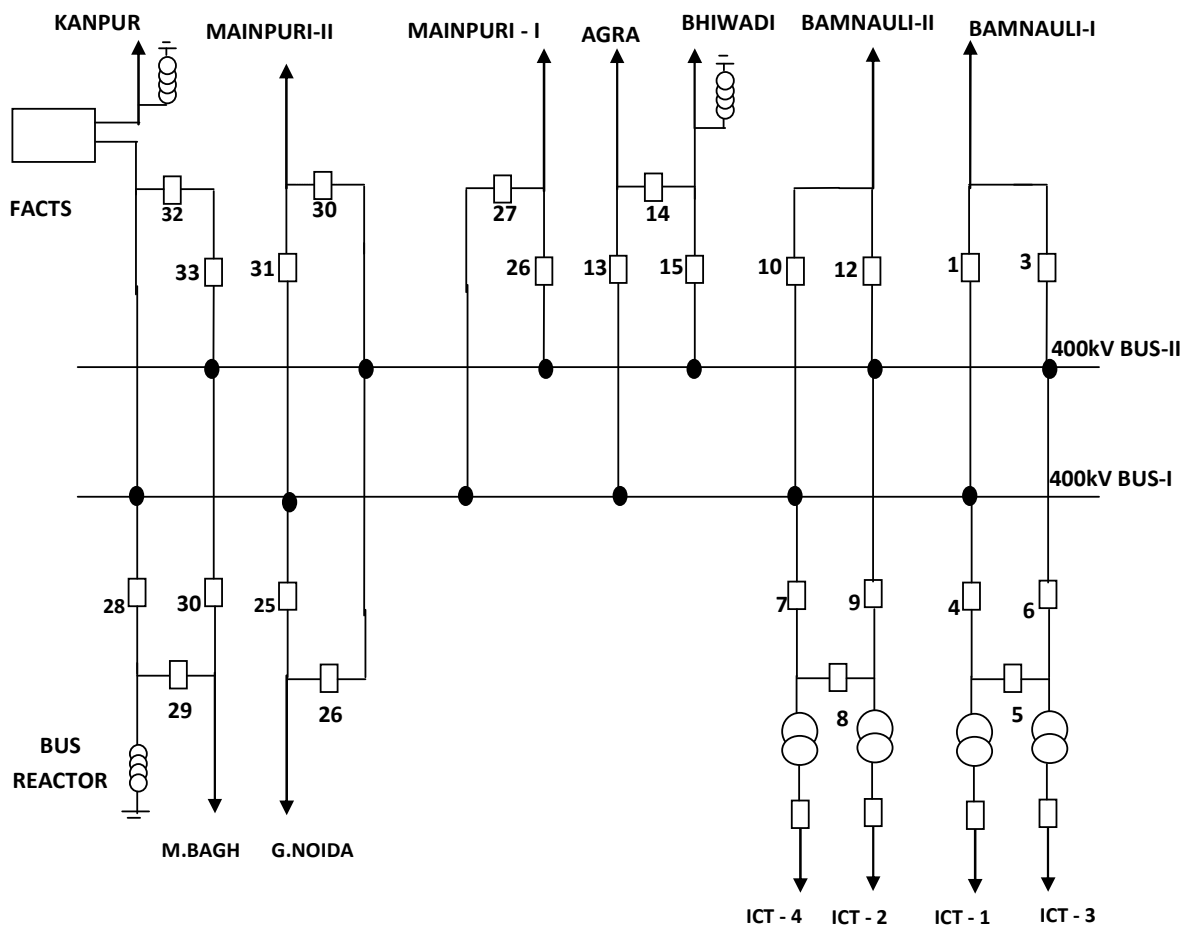 KANPUR
MAINPURI-II
MAINPURI - I
AGRA
BHIWADI
BAMNAULI-II
BAMNAULI-I
FACTS
32
30
27
14
33
31
26
13
15
10
12
1
3
400kV BUS-II
400kV BUS-I
28
30
25
7
9
4
6
29
26
8
5
BUS
REACTOR
M.BAGH
G.NOIDA
ICT - 4
ICT - 2
ICT - 1
ICT - 3